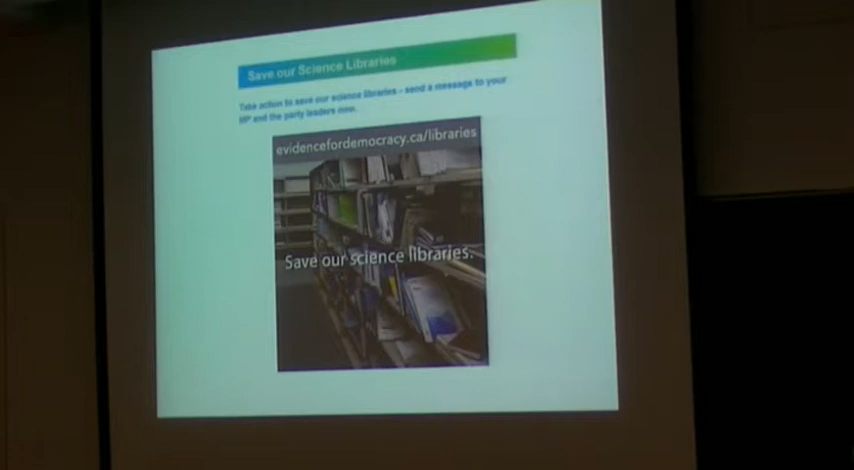 Save our Science Libraries
Take action to save our science libraries - send a message to your
MP and the party leaders now.
evidencefordemocracy.ca/libraries
Save our science libraries.